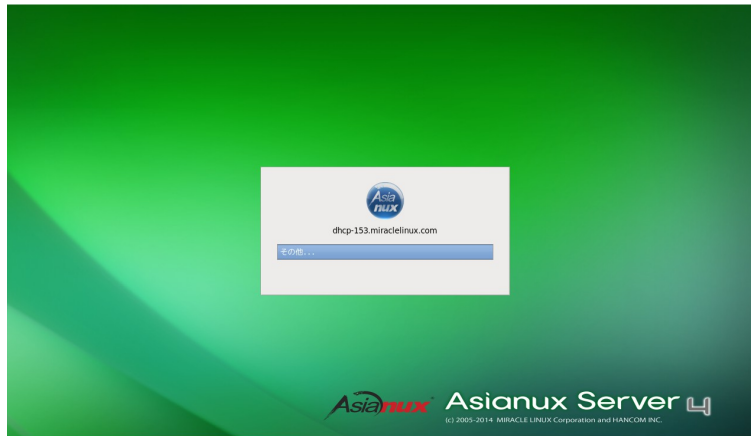 Asia
nux
dhcp-153.miraclelinux.com
その他...
Asianux Asianux Server 4
(c) 2005-2014 MIRACLE LINUX Corporation and HANCOM INC.